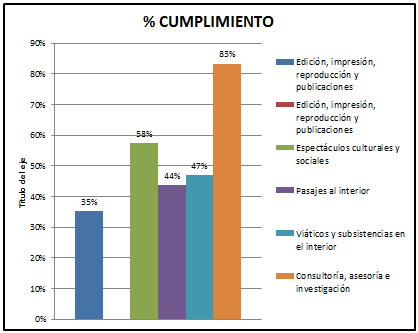 % CUMPLIMIENTO
Título del eje
90%
80%
70%
60%
50%
40%
30%
20%
10%
0%
35%
58%
44%
47%
83%
Edición, impresión,
reproducción y
publicaciones
Edición, impresión,
reproducción y
publicaciones
Espectáculos culturales y
sociales
Pasajes al interior
Viáticos y subsistencias en
el interior
Consultoría, asesoría e
investigación